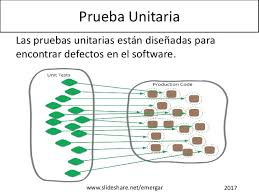 Prueba Unitaria
Las pruebas unitarias están diseñadas para
encontrar defectos en el software.
Unit Tests
Production Code
www.slideshare.net/emergar
2017